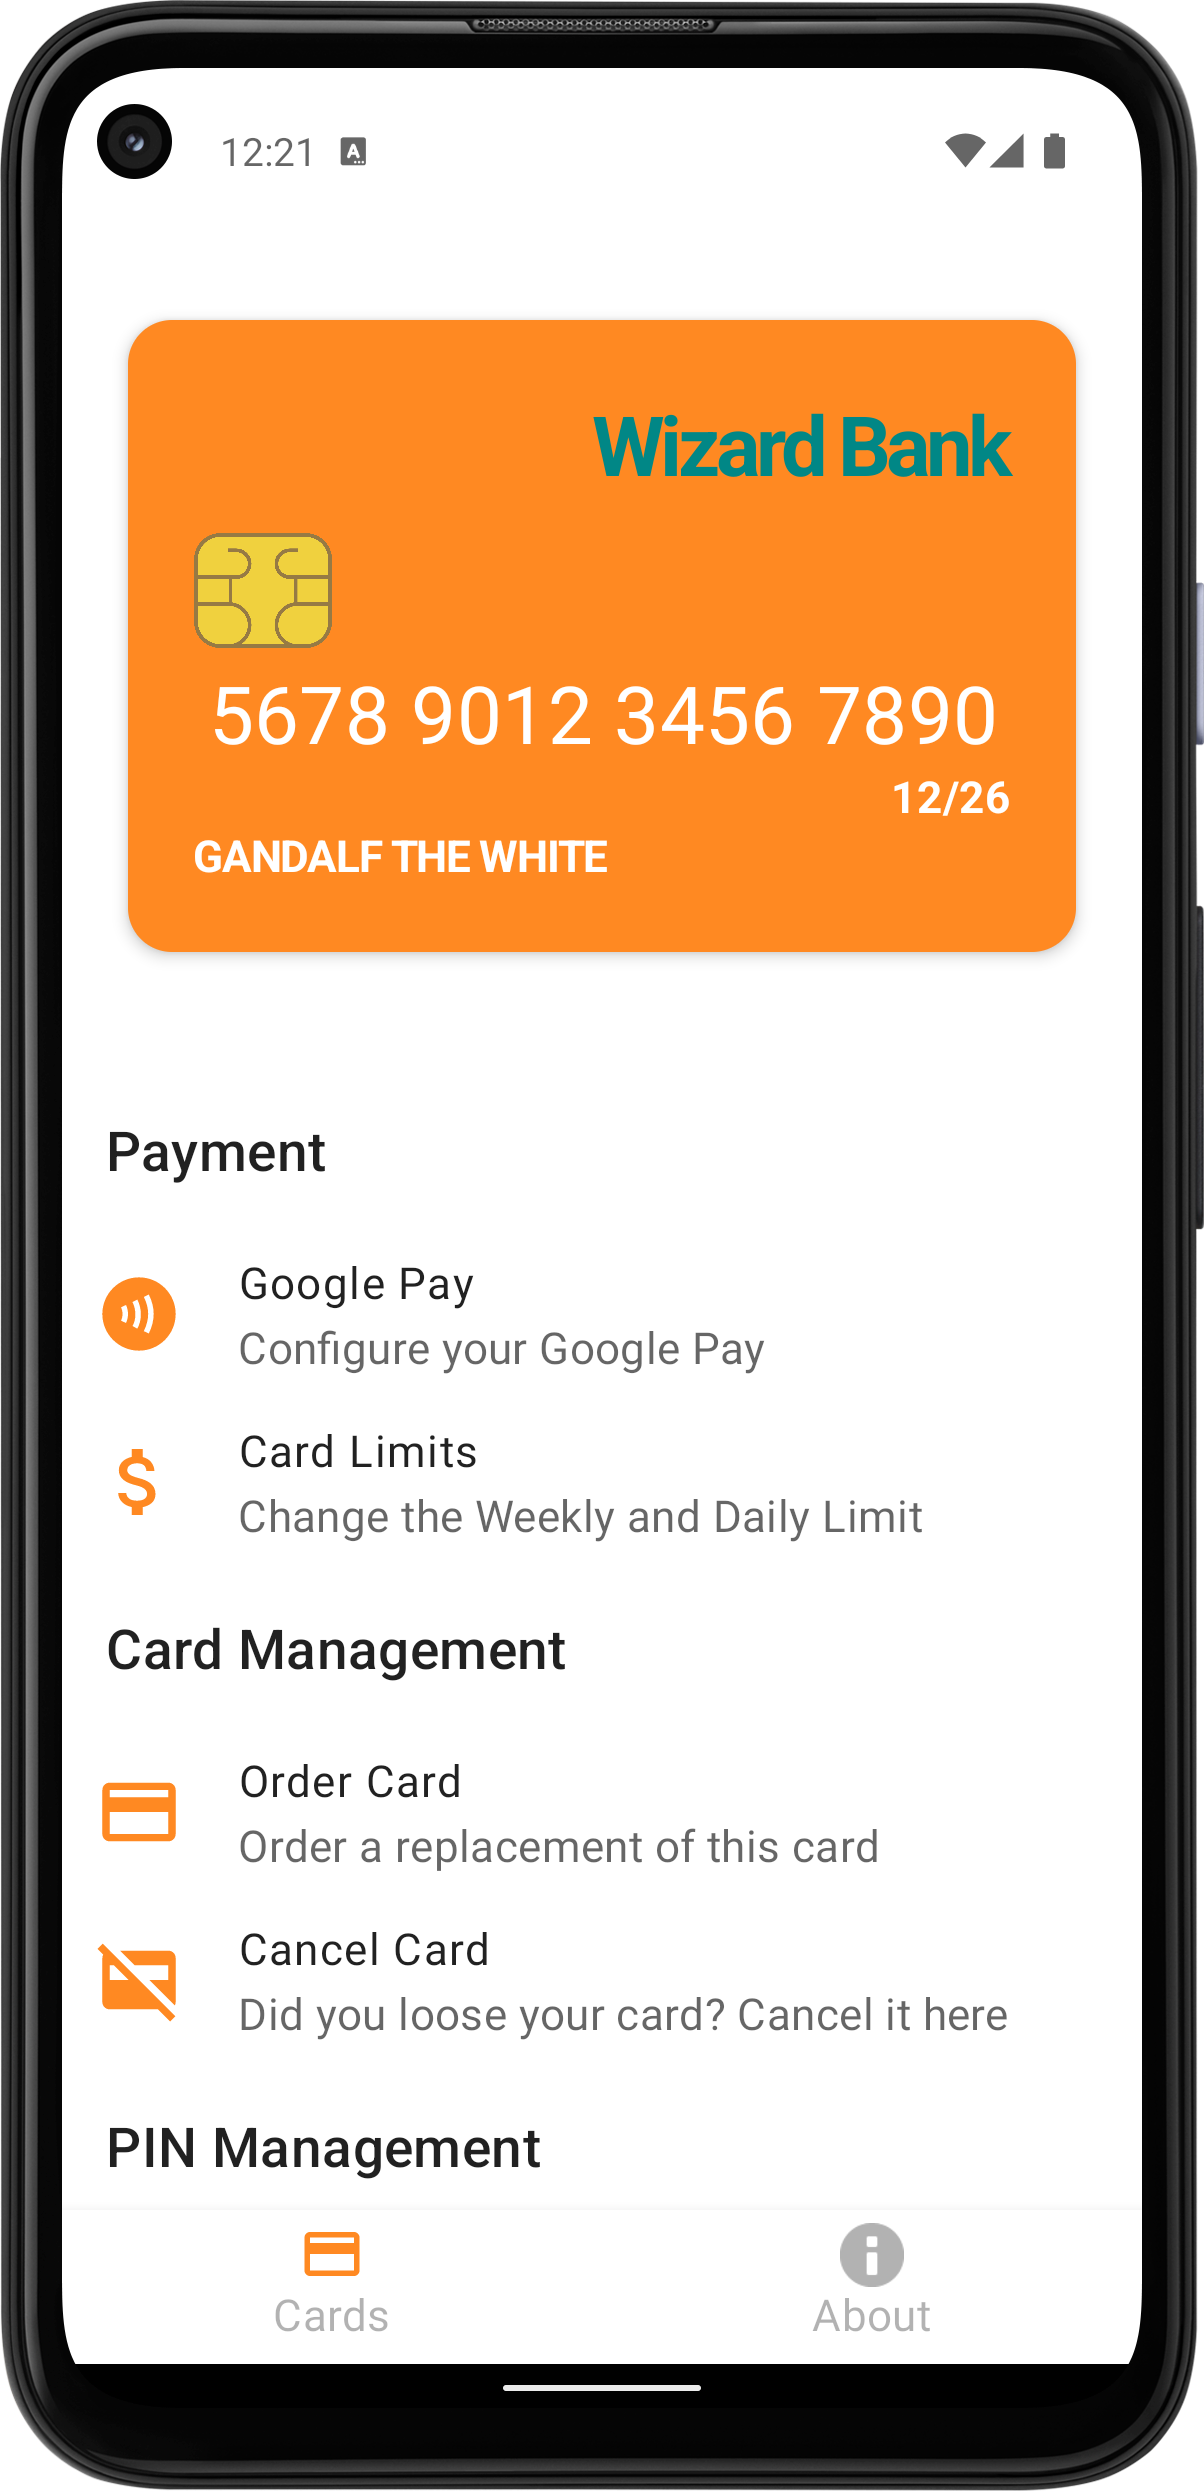 12:21
Wizard Bank
5678 9012 3456 7890
12/26
GANDALF THE WHITE
Payment
Google Pay
Configure your Google Pay
Card Limits
Change the Weekly and Daily Limit
Card Management
Order Card
Order a replacement of this card
Cancel Card
Did you loose your card? Cancel it here
PIN Management
Cards
About